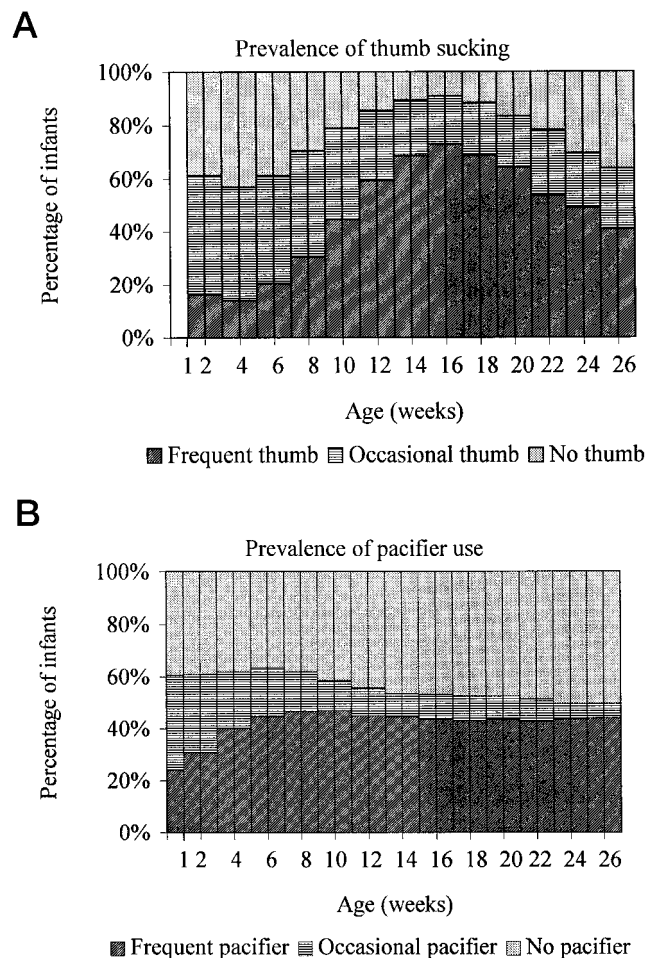 A
Prevalence of thumb sucking
Percentage of infants
100%
80%
60%
40%
20%
0%
1 2 4 6 8 10 12 14 16 18 20 22 24 26
Age (weeks)
Frequent thumb Occasional thumb No thumb
B
Prevalence of pacifier use
Percentage of infants
100%
80%
60%
40%
20%
0%
1 2 4 6 8 10 12 14 16 18 20 22 24 26
Age (weeks)
Frequent pacifier Occasional pacifier No pacifier